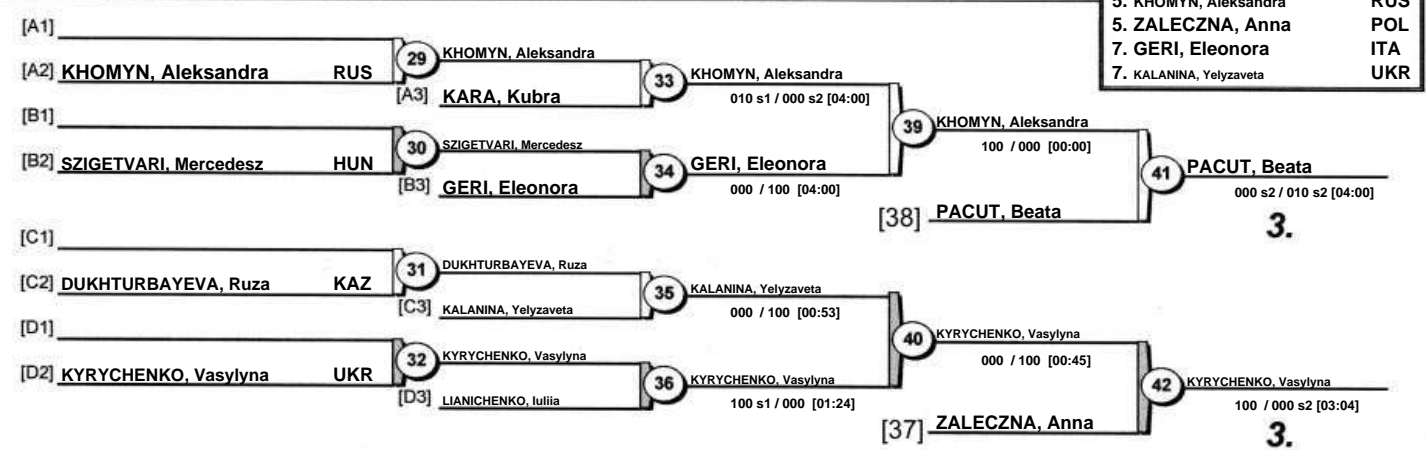 5. KHOMYN, Aleksandra RUS
5. ZALECZNA, Anna POL
7. GERI, Eleonora ITA
7. KALANINA, Yelyzaveta UKR
[A1]
[A2] KHOMYN, Aleksandra RUS
29
KHOMYN, Aleksandra
[A3] KARA, Kubra
33
KHOMYN, Aleksandra
010 s1 / 000 s2 [04:00]
[B1]
[B2] SZIGETVARI, Mercedesz HUN
30
SZIGETVARI, Mercedesz
[B3] GERI, Eleonora
34
GERI, Eleonora
000 / 100 [04:00]
39
KHOMYN, Aleksandra
100 / 000 [00:00]
[38] PACUT, Beata
41
PACUT, Beata
000 s2 / 010 s2 [04:00]
3.
[C1]
[C2] DUKHTURBAYEVA, Ruza KAZ
31
DUKHTURBAYEVA, Ruza
[C3] KALANINA, Yelyzaveta
35
KALANINA, Yelyzaveta
000 / 100 [00:53]
[D1]
[D2] KYRYCHENKO, Vasylyna UKR
32
KYRYCHENKO, Vasylyna
[D3] LIANICHENKO, Iuliia
36
KYRYCHENKO, Vasylyna
100 s1 / 000 [01:24]
40
KYRYCHENKO, Vasylyna
000 / 100 [00:45]
[37] ZALECZNA, Anna
42
KYRYCHENKO, Vasylyna
100 / 000 s2 [03:04]
3.